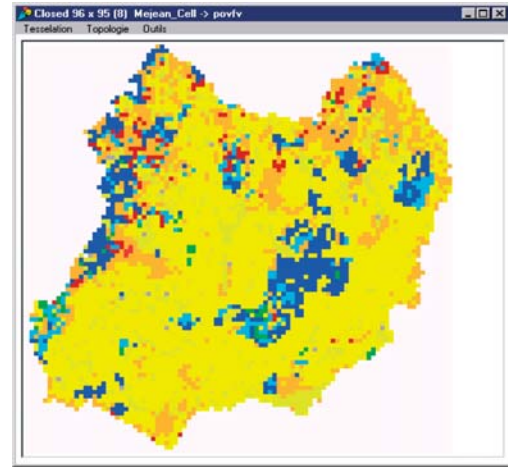 Closed 96 x 95 (8) Mejean_Cell -> povfv
Tesselation Topologie Outils